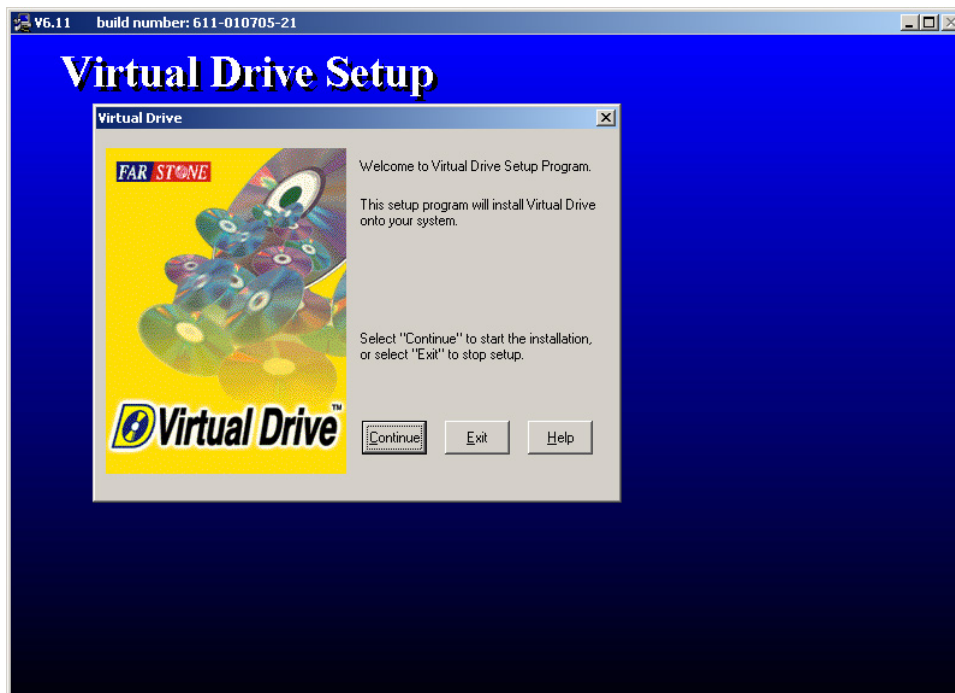 V6.11 build number: 611-010705-21
Virtual Drive Setup
Virtual Drive
FAR STONE
Welcome to Virtual Drive Setup Program.
This setup program will install Virtual Drive
onto your system.
Select "Continue" to start the installation,
or select "Exit" to stop setup.
Virtual Drive™
Continue Exit Help